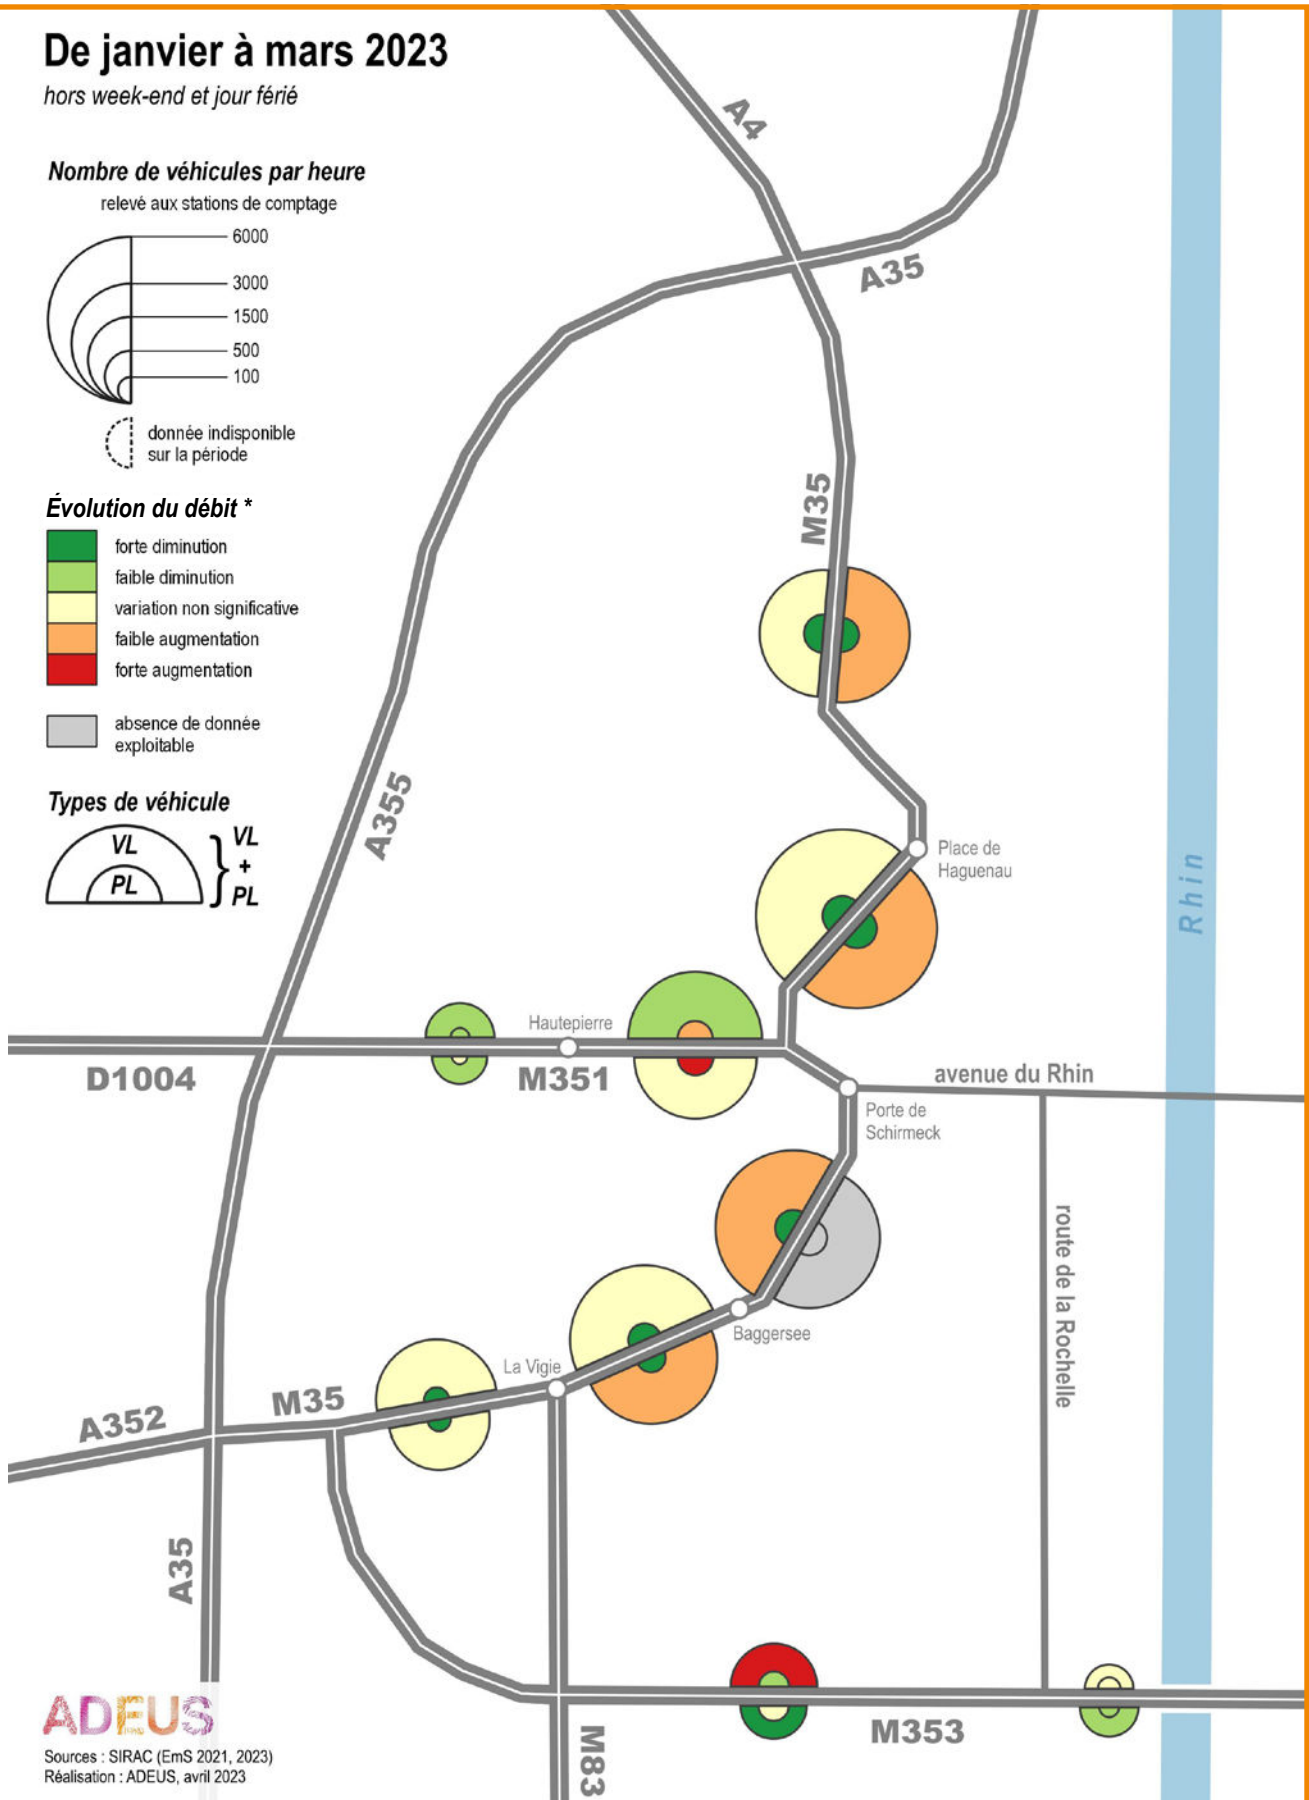 De janvier à mars 2023
hors week-end et jour férié
Nombre de véhicules par heure
relevé aux stations de comptage
6000
3000
1500
500
100
donnée indisponible
sur la période
Évolution du débit *
forte diminution
faible diminution
variation non significative
faible augmentation
forte augmentation
absence de donnée
exploitable
Types de véhicule
VL
PL
VL
+
PL
A4
A35
M35
A355
Place de
Haguenau
Rhin
Hautepierre
D1004
M351
avenue du Rhin
Porte de
Schirmeck
route de la Rochelle
Baggersee
La Vigie
M35
A352
A35
M353
M83
ADEUS
Sources : SIRAC (EmS 2021, 2023)
Réalisation : ADEUS, avril 2023